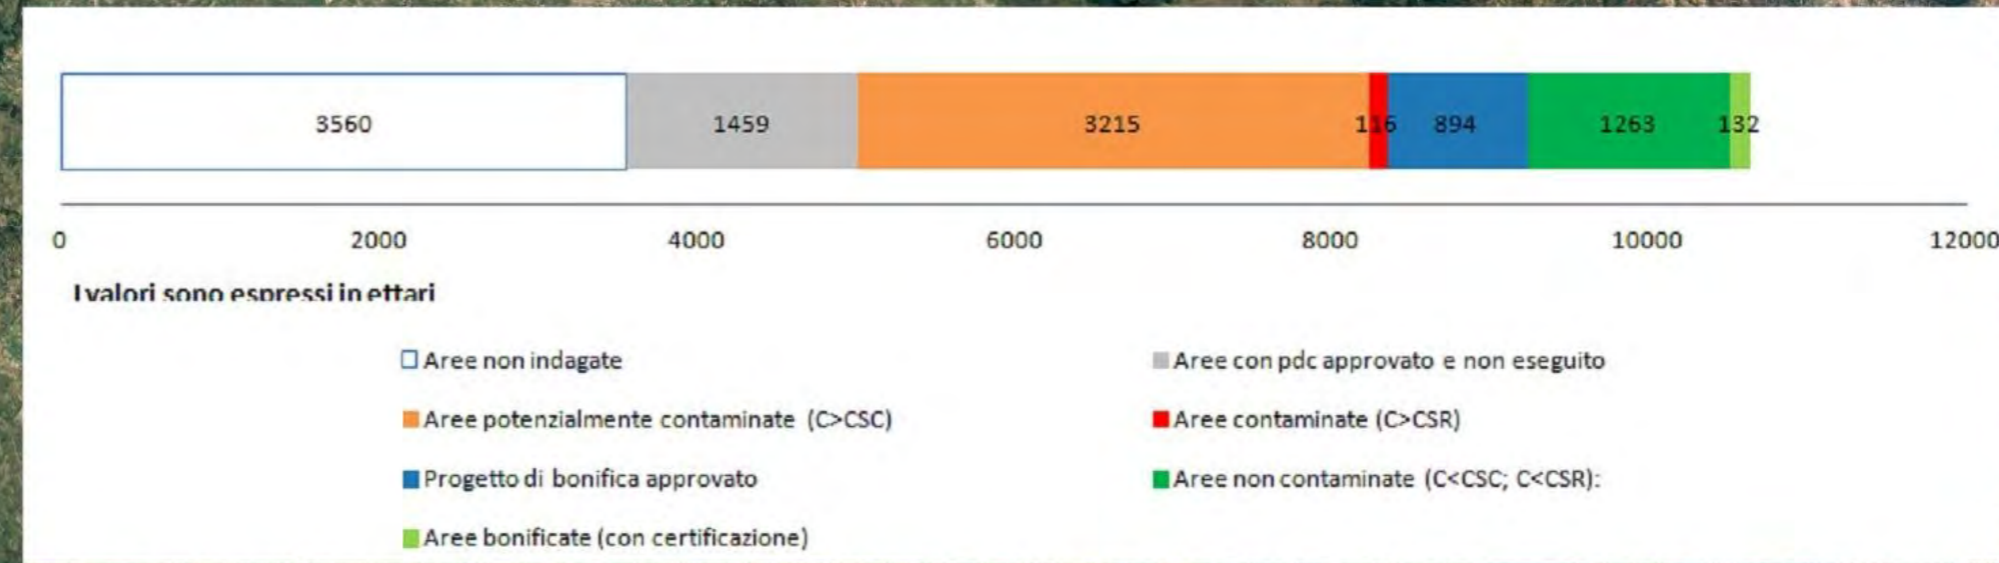 3560 1459 3215 116 894 1263 132
0 2000 4000 6000 8000 10000 12000
I valori sono espressi in ettari
Aree non indagate Aree con pdc approvato e non eseguito
Aree potenzialmente contaminate (C>CSC) Aree contaminate (C>CSR)
Progetto di bonifica approvato Aree non contaminate (C<CSC; C<CSR):
Aree bonificate (con certificazione)